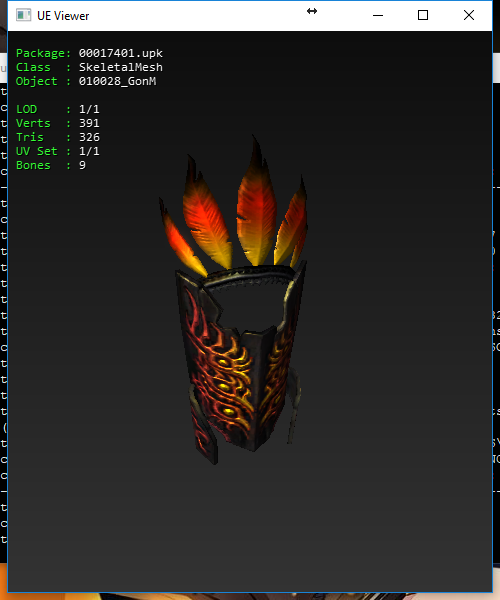 UE Viewer
Package: 00017401.upk
Class : SkeletalMesh
Object : 010028_GonM
LOD : 1/1
Verts : 391
Tris : 326
UV Set : 1/1
Bones : 9